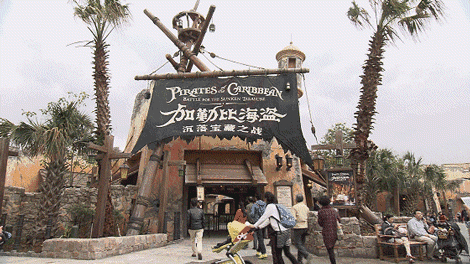 PIRATES OF THE CARIBBEAN
BATTLE FOR THE SUNKEN TREASURE
加勒比海盗
沉落宝藏之战